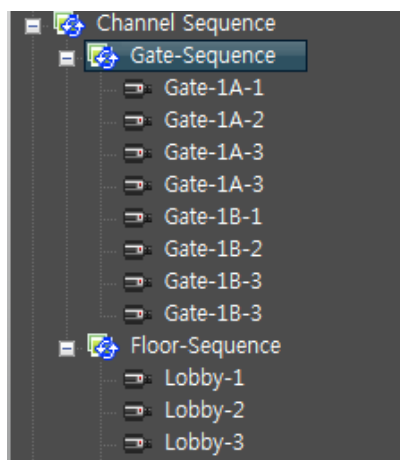 Channel Sequence
Gate-Sequence
Gate-1A-1
Gate-1A-2
Gate-1A-3
Gate-1A-3
Gate-1B-1
Gate-1B-2
Gate-1B-3
Gate-1B-3
Floor-Sequence
Lobby-1
Lobby-2
Lobby-3